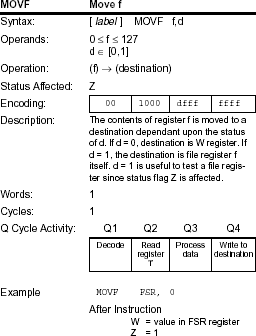 MOVF Move f
Syntax: [ label ] MOVF f,d
Operands: 0 ≤ f ≤ 127
d ∈ [0,1]
Operation: (f) → (destination)
Status Affected: Z
Encoding: 00 1000 dfff ffff
Description: The contents of register f is moved to a
destination dependant upon the status
of d. If d = 0, destination is W register. If
d = 1, the destination is file register f
itself. d = 1 is useful to test a file regis-
ter since status flag Z is affected.
Words: 1
Cycles: 1
Q Cycle Activity: Q1 Q2 Q3 Q4
Decode Read Process Write to
register data destination
'f'
Example MOVF FSR, 0
After Instruction
W = value in FSR register
Z = 1